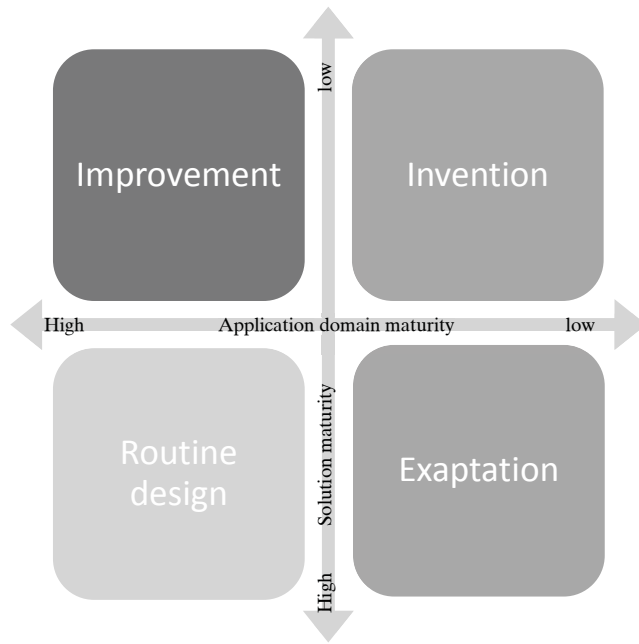 low
Improvement
Invention
High
Application domain maturity
low
Routine
design
Solution maturity
Exaptation
High